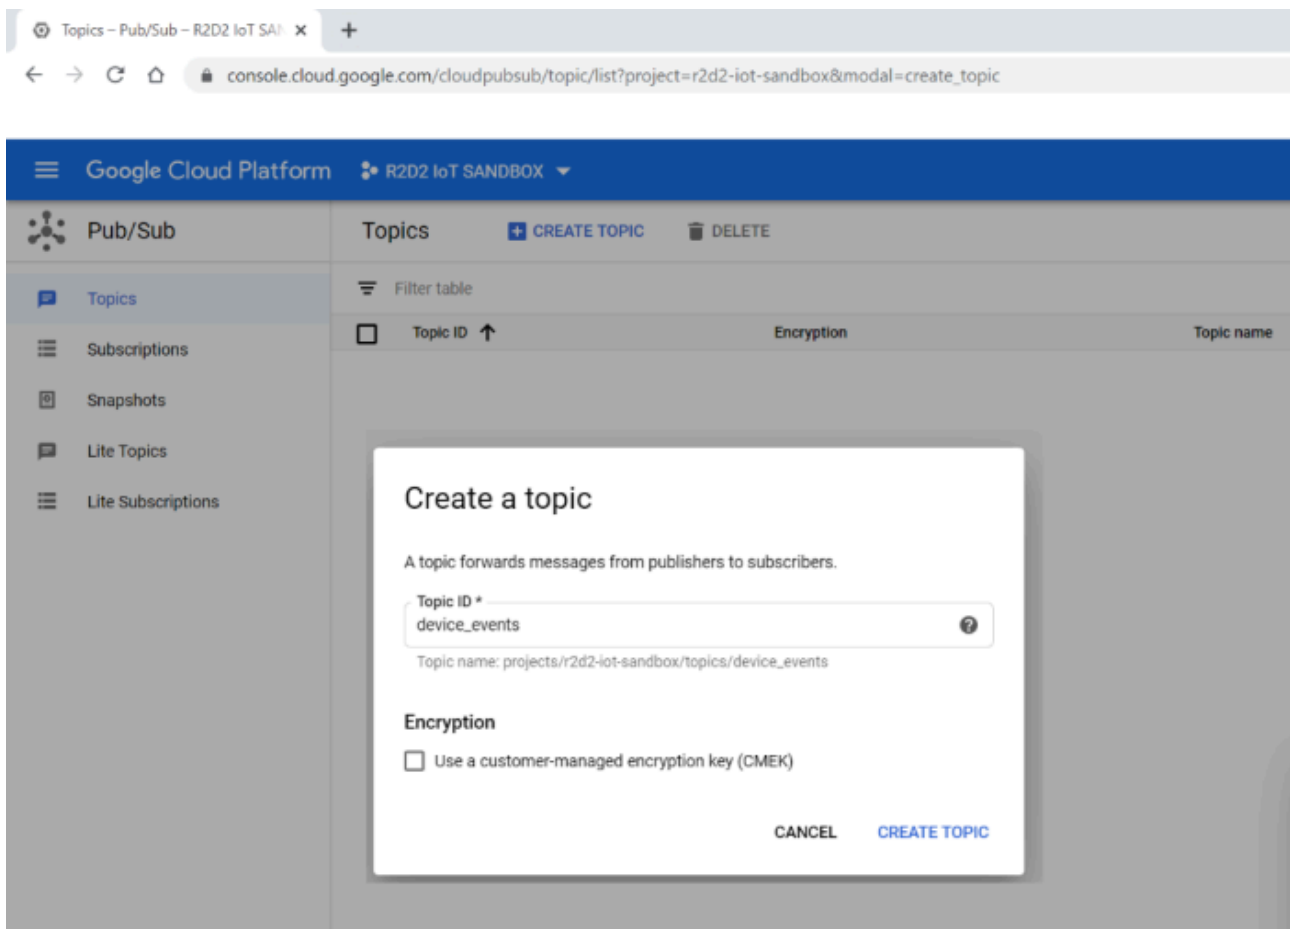 Topics – Pub/Sub – R2D2 IoT SAN
console.cloud.google.com/cloudpubsub/topic/list?project=r2d2-iot-sandbox&modal=create_topic
Google Cloud Platform R2D2 IoT SANDBOX
Pub/Sub Topics CREATE TOPIC DELETE
Topics Filter table
Topic ID Encryption Topic name
Subscriptions
Snapshots
Lite Topics
Lite Subscriptions
Create a topic
A topic forwards messages from publishers to subscribers.
Topic ID *
device_events
Topic name: projects/r2d2-iot-sandbox/topics/device_events
Encryption
Use a customer-managed encryption key (CMEK)
CANCEL CREATE TOPIC